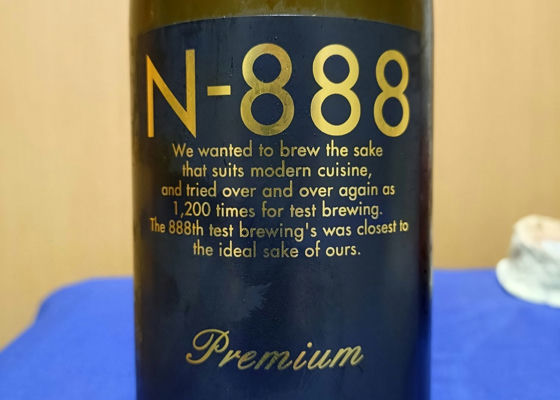 N-888
We wanted to brew the sake
that suits modern cuisine,
and tried over and over again as
1,200 times for test brewing.
The 888th test brewing's was closest to
the ideal sake of ours.
Premium